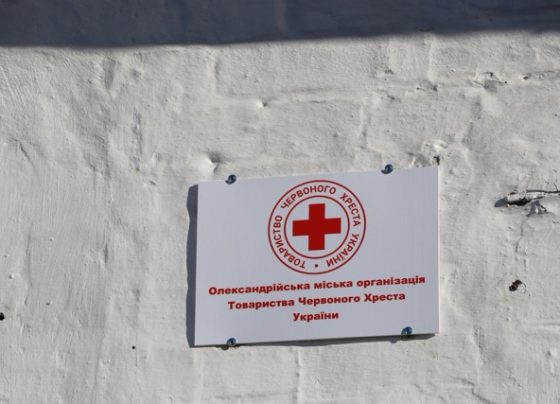 ТОВАРИСТВО ЧЕРВОНОГО ХРЕСТА УКРАЇНИ
Олександрійська міська організація
Товариства Червоного Хреста
України